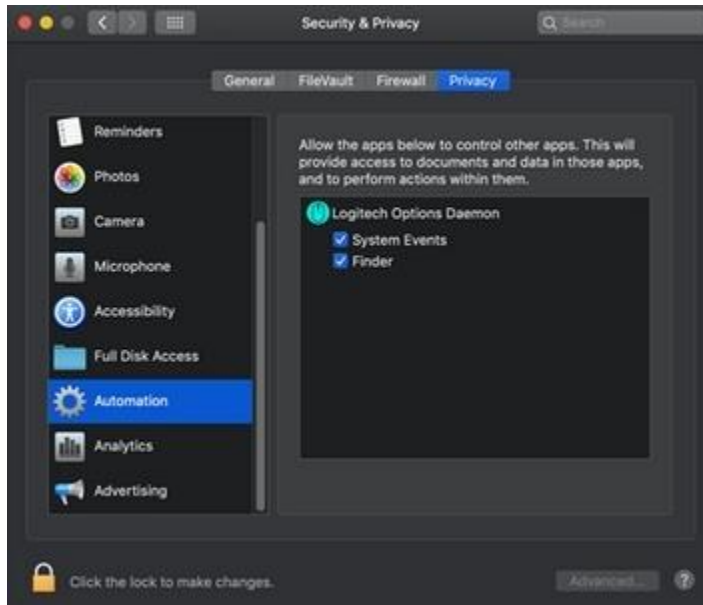 Security & Privacy
Search
General FileVault Firewall Privacy
Reminders
Photos
Camera
Microphone
Accessibility
Full Disk Access
Automation
Analytics
Advertising
Allow the apps below to control other apps. This will
provide access to documents and data in those apps,
and to perform actions within them.
Logitech Options Daemon
System Events
Finder
Click the lock to make changes.
Advanced...
?